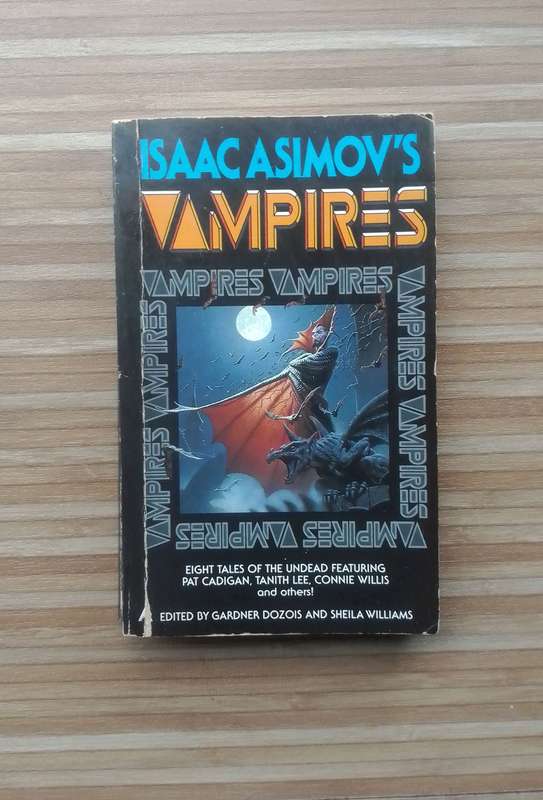 ISAAC ASIMOV'S
VAMPIRES
VAMPIRES VAMPIRES
VAMPIRES VAMPIRES
VAMPIRES VAMPIRES
VAMPIRES VAMPIRES
EIGHT TALES OF THE UNDEAD FEATURING
PAT CADIGAN, TANITH LEE, CONNIE WILLIS
and others!
EDITED BY GARDNER DOZOIS AND SHEILA WILLIAMS